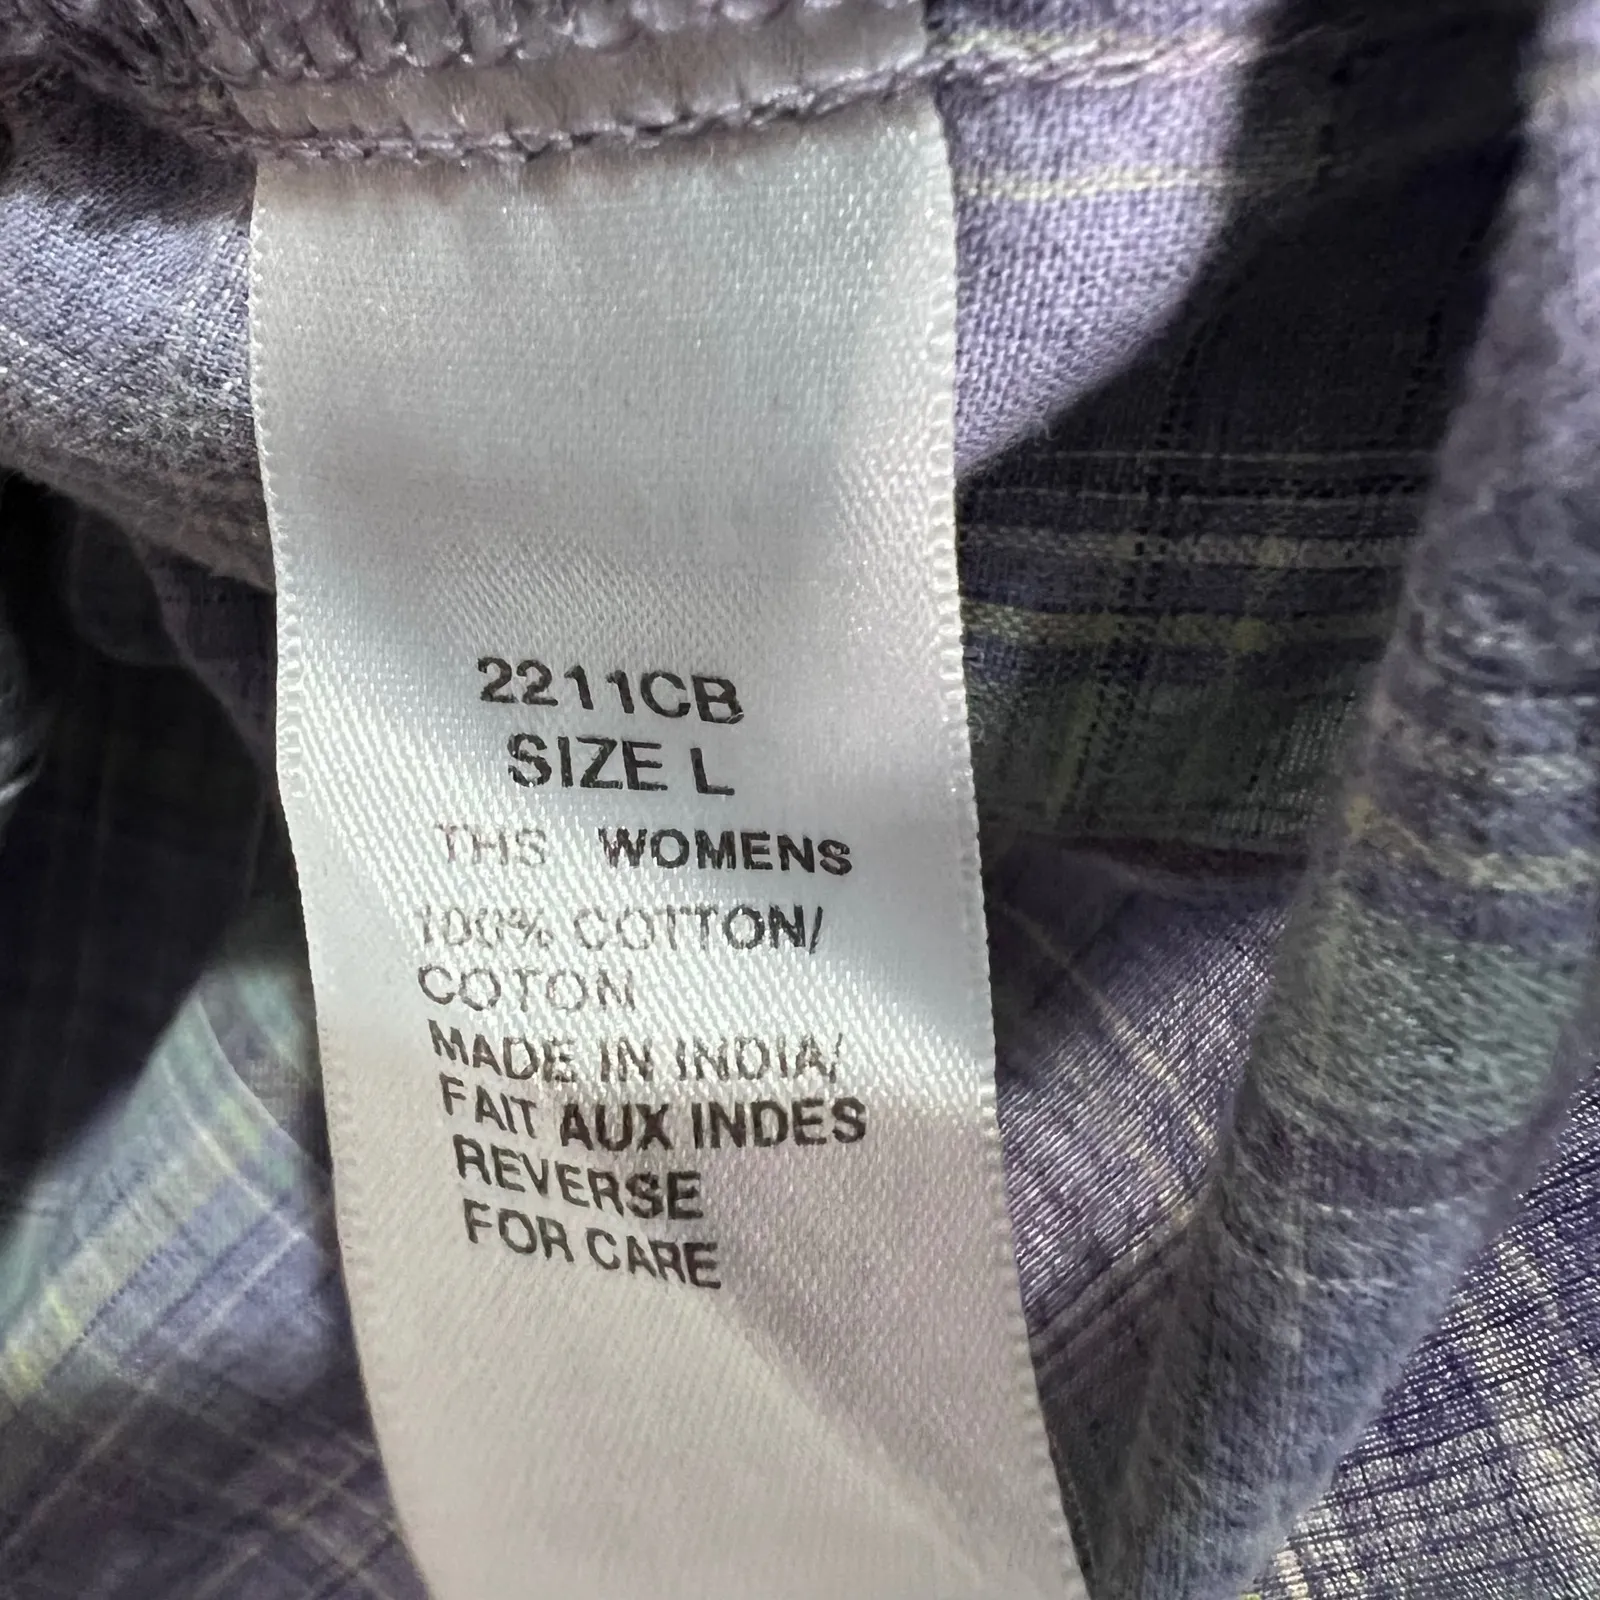 2211CB
SIZE L
THS WOMENS
100% COTTON/
COTON
MADE IN INDIA/
FAIT AUX INDES
REVERSE
FOR CARE